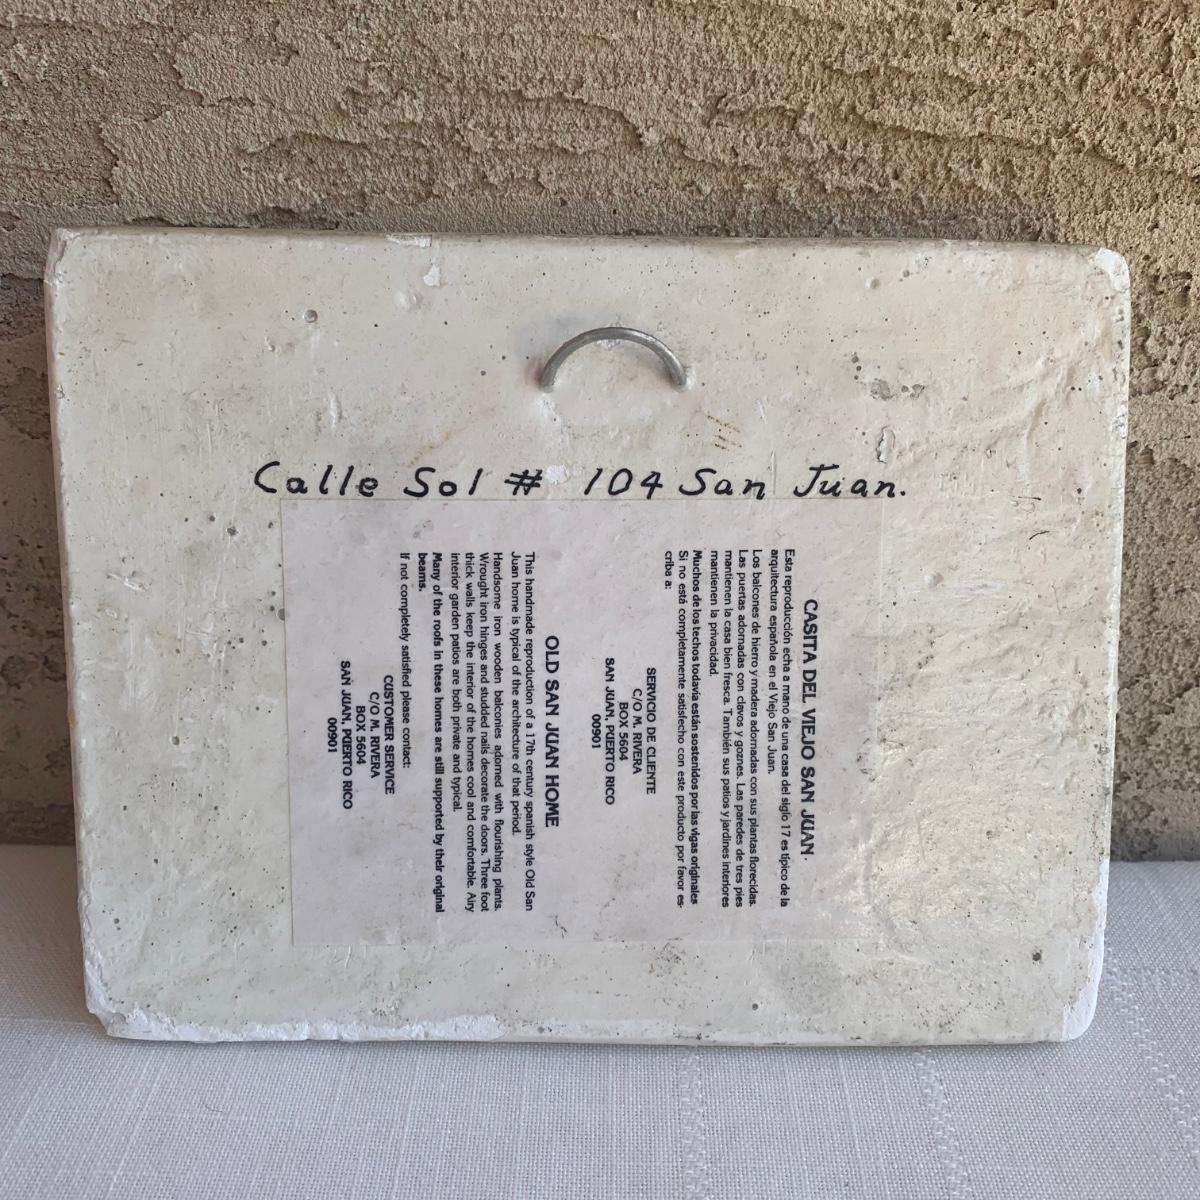 Calle Sol # 104 San Juan.
CASITA DEL VIEJO SAN JUAN
Esta reproducción echa a mano de una casa del siglo 17 es típico de la
arquitectura española en el Viejo San Juan.
Los balcones de hierro y madera adornadas con sus plantas florecidas.
Las puertas adornadas con clavos y goznes. Las paredes de tres pies
mantienen la casa bien fresca. También sus patios y jardines interiores
mantienen la privacidad.
Muchos de los techos todavía están sostenidos por las vigas originales
Si no está completamente satisfecho con este producto por favor es-
criba a:
SERVICIO DE CLIENTE
C/O M. RIVERA
BOX 5604
SAN JUAN, PUERTO RICO
00901
OLD SAN JUAN HOME
This handmade reproduction of a 17th century spanish style Old San
Juan home is typical of the architecture of that period.
Handsome iron wooden balconies adorned with flourishing plants.
Wrought iron hinges and studded nails decorate the doors. Three foot
thick walls keep the interior of the homes cool and comfortable. Airy
interior garden patios are both private and typical.
Many of the roofs in these homes are still supported by their original
beams.
If not completely satisfied please contact:
CUSTOMER SERVICE
C/O M. RIVERA
BOX 5604
SAN JUAN, PUERTO RICO
00901